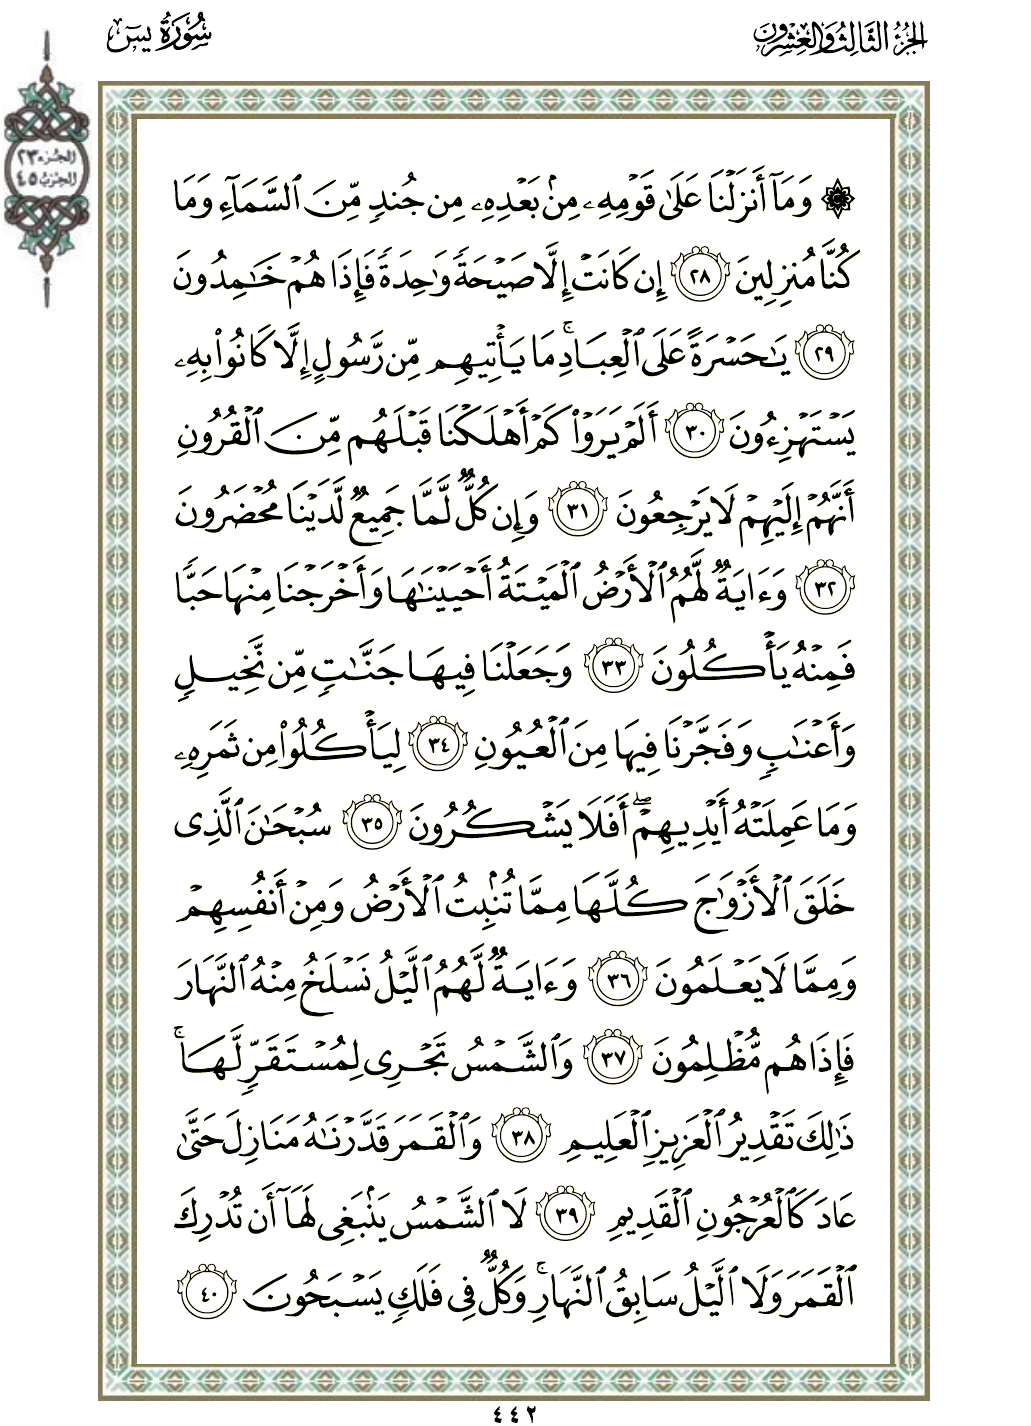 الجزء الثالث والعشرون
سورة يس
الجزء ٢٣
الحزب ٤٥
۞ وَمَآ أَنزَلْنَا عَلَىٰ قَوْمِهِۦ مِنۢ بَعْدِهِۦ مِن جُندٍ مِّنَ ٱلسَّمَآءِ وَمَا
كُنَّا مُنزِلِينَ ٢٨ إِن كَانَتْ إِلَّا صَيْحَةً وَٰحِدَةً فَإِذَا هُمْ خَٰمِدُونَ
٢٩ يَٰحَسْرَةً عَلَى ٱلْعِبَادِ ۚ مَا يَأْتِيهِم مِّن رَّسُولٍ إِلَّا كَانُوا۟ بِهِۦ
يَسْتَهْزِءُونَ ٣٠ أَلَمْ يَرَوْا۟ كَمْ أَهْلَكْنَا قَبْلَهُم مِّنَ ٱلْقُرُونِ
أَنَّهُمْ إِلَيْهِمْ لَا يَرْجِعُونَ ٣١ وَإِن كُلٌّ لَّمَّا جَمِيعٌ لَّدَيْنَا مُحْضَرُونَ
٣٢ وَءَايَةٌ لَّهُمُ ٱلْأَرْضُ ٱلْمَيْتَةُ أَحْيَيْنَٰهَا وَأَخْرَجْنَا مِنْهَا حَبًّا
فَمِنْهُ يَأْكُلُونَ ٣٣ وَجَعَلْنَا فِيهَا جَنَّٰتٍ مِّن نَّخِيلٍ
وَأَعْنَٰبٍ وَفَجَّرْنَا فِيهَا مِنَ ٱلْعُيُونِ ٣٤ لِيَأْكُلُوا۟ مِن ثَمَرِهِۦ
وَمَا عَمِلَتْهُ أَيْدِيهِمْ ۖ أَفَلَا يَشْكُرُونَ ٣٥ سُبْحَٰنَ ٱلَّذِى
خَلَقَ ٱلْأَزْوَٰجَ كُلَّهَا مِمَّا تُنۢبِتُ ٱلْأَرْضُ وَمِنْ أَنفُسِهِمْ
وَمِمَّا لَا يَعْلَمُونَ ٣٦ وَءَايَةٌ لَّهُمُ ٱلَّيْلُ نَسْلَخُ مِنْهُ ٱلنَّهَارَ
فَإِذَا هُم مُّظْلِمُونَ ٣٧ وَٱلشَّمْسُ تَجْرِى لِمُسْتَقَرٍّ لَّهَا ۚ
ذَٰلِكَ تَقْدِيرُ ٱلْعَزِيزِ ٱلْعَلِيمِ ٣٨ وَٱلْقَمَرَ قَدَّرْنَٰهُ مَنَازِلَ حَتَّىٰ
عَادَ كَٱلْعُرْجُونِ ٱلْقَدِيمِ ٣٩ لَا ٱلشَّمْسُ يَنۢبَغِى لَهَآ أَن تُدْرِكَ
ٱلْقَمَرَ وَلَا ٱلَّيْلُ سَابِقُ ٱلنَّهَارِ ۚ وَكُلٌّ فِى فَلَكٍ يَسْبَحُونَ ٤٠
٤٤٢